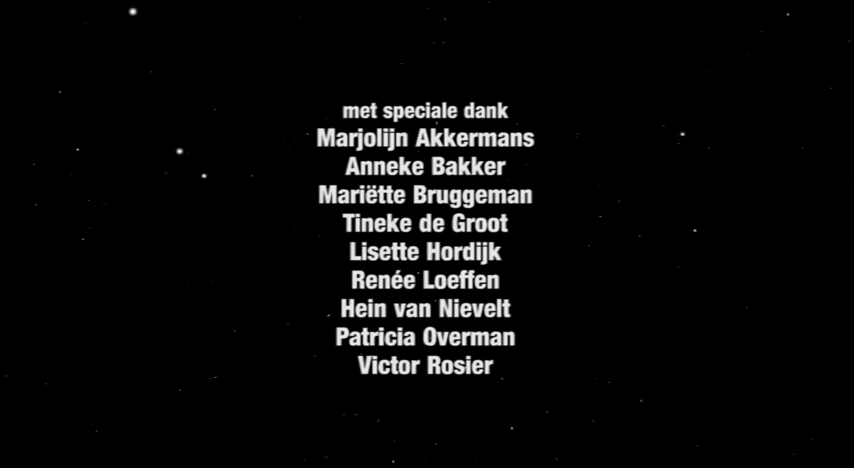 met speciale dank
Marjolijn Akkermans
Anneke Bakker
Mariëtte Bruggeman
Tineke de Groot
Lisette Hordijk
Renée Loeffen
Hein van Nievelt
Patricia Overman
Victor Rosier